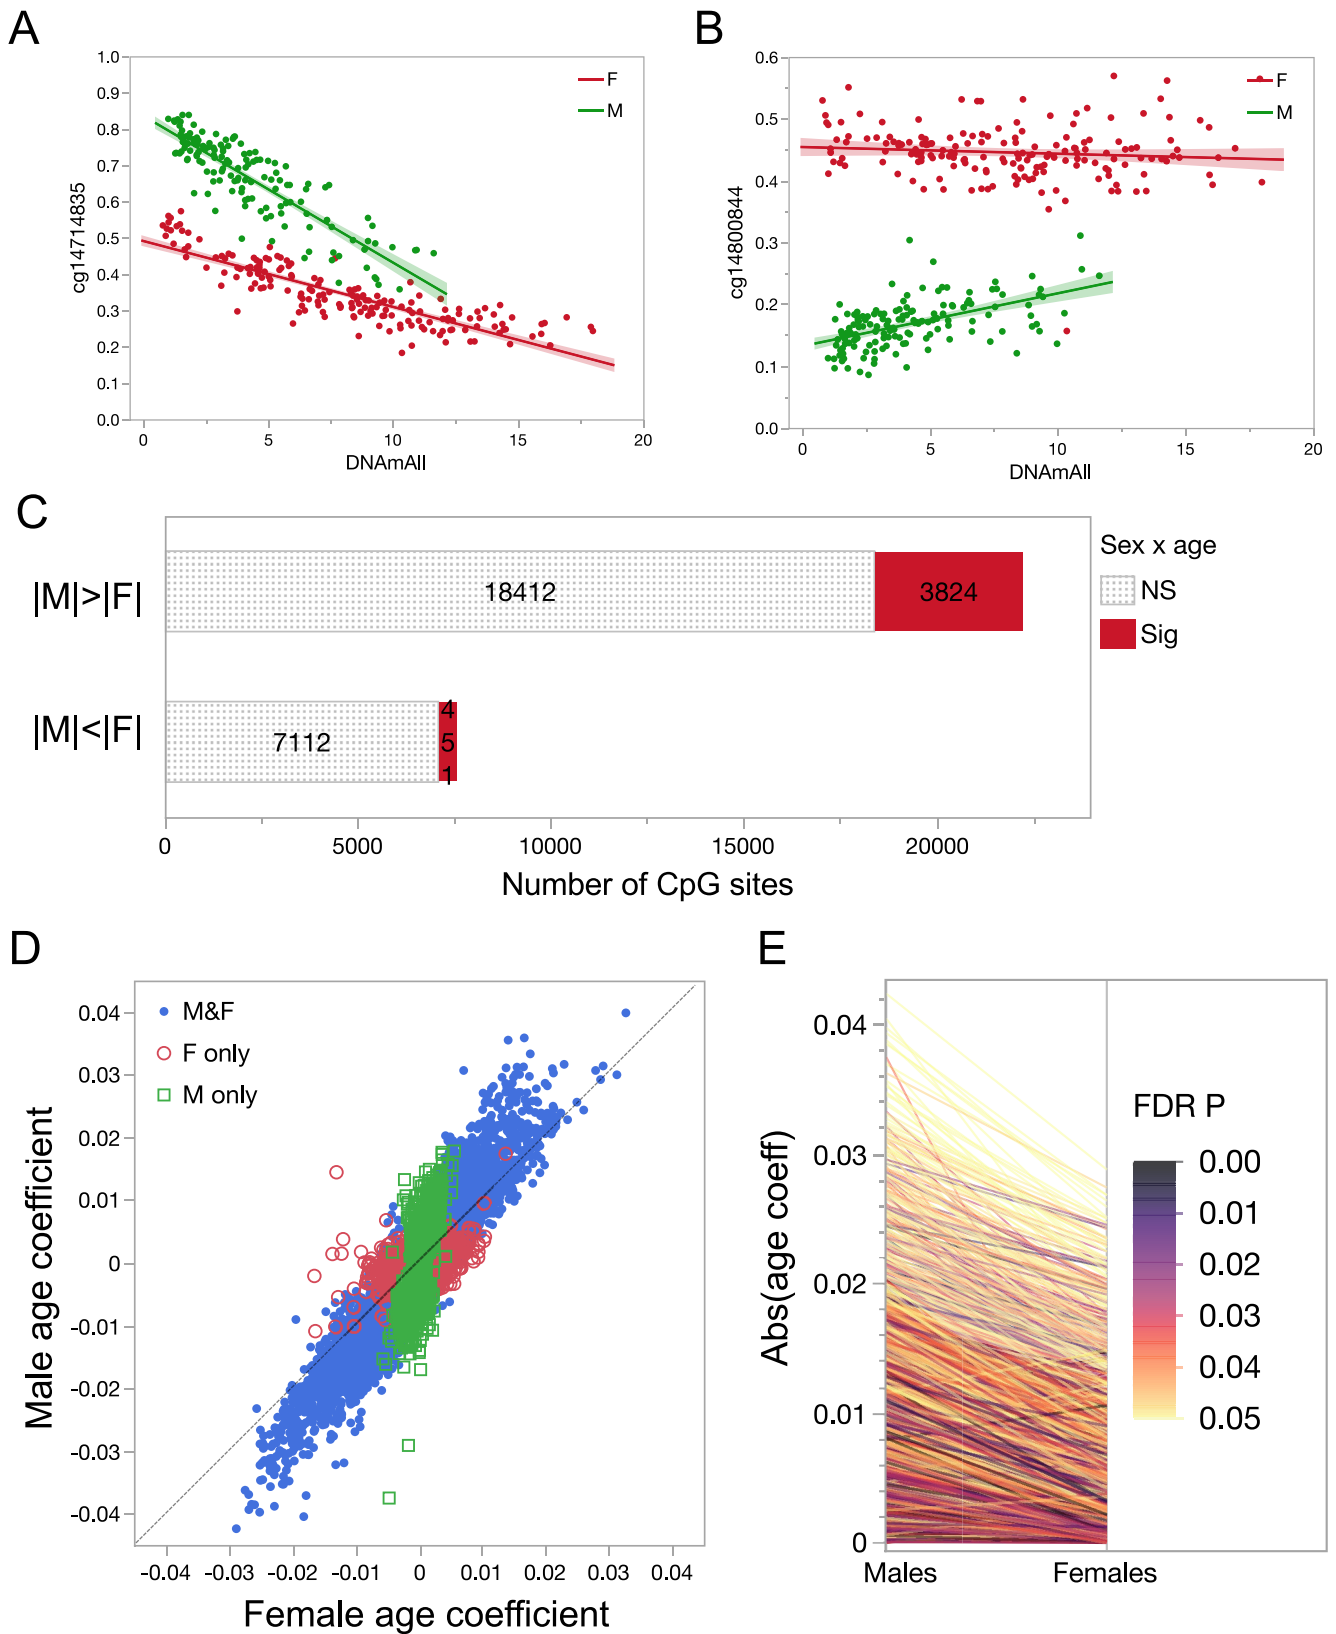 A
1.0
0.9
0.8
0.7
0.6
0.5
0.4
0.3
0.2
0.1
0.0
cg14714835
F
M
0 5 10 15 20
DNAmAll
B
0.6
0.5
0.4
0.3
0.2
0.1
0.0
cg14800844
F
M
0 5 10 15 20
DNAmAll
C
|M|>|F|
18412 3824
|M|<|F|
7112 451
0 5000 10000 15000 20000
Number of CpG sites
Sex x age
NS
Sig
D
0.04
0.03
0.02
0.01
0
-0.01
-0.02
-0.03
-0.04
Male age coefficient
M&F
F only
M only
-0.04 -0.03 -0.02 -0.01 0 0.01 0.02 0.03 0.04
Female age coefficient
E
0.04
0.03
0.02
0.01
0
Abs(age coeff)
Males Females
FDR P
0.00
0.01
0.02
0.03
0.04
0.05